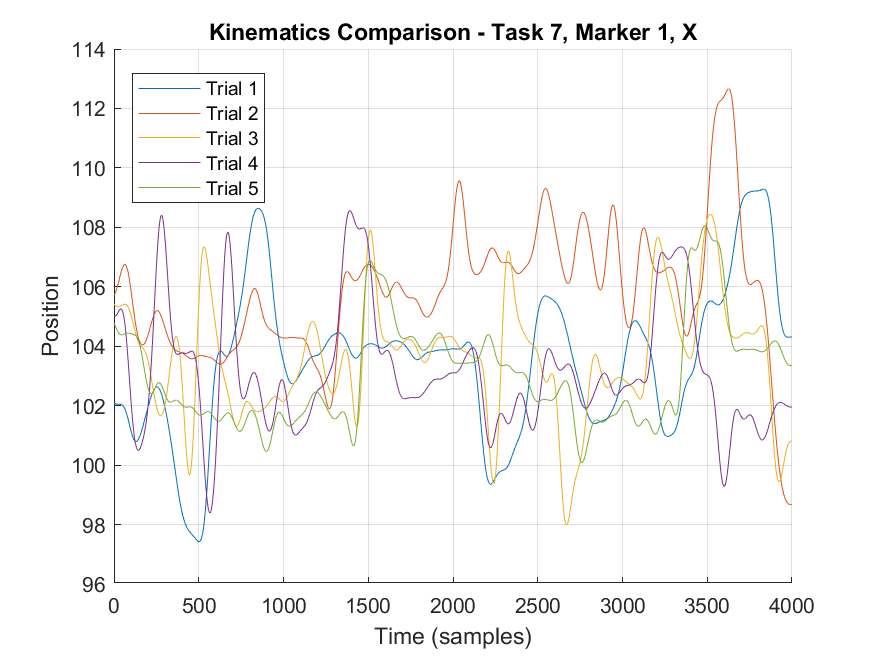 Kinematics Comparison - Task 7, Marker 1, X
114
112
110
108
106
104
102
100
98
96
Position
Trial 1
Trial 2
Trial 3
Trial 4
Trial 5
0 500 1000 1500 2000 2500 3000 3500 4000
Time (samples)